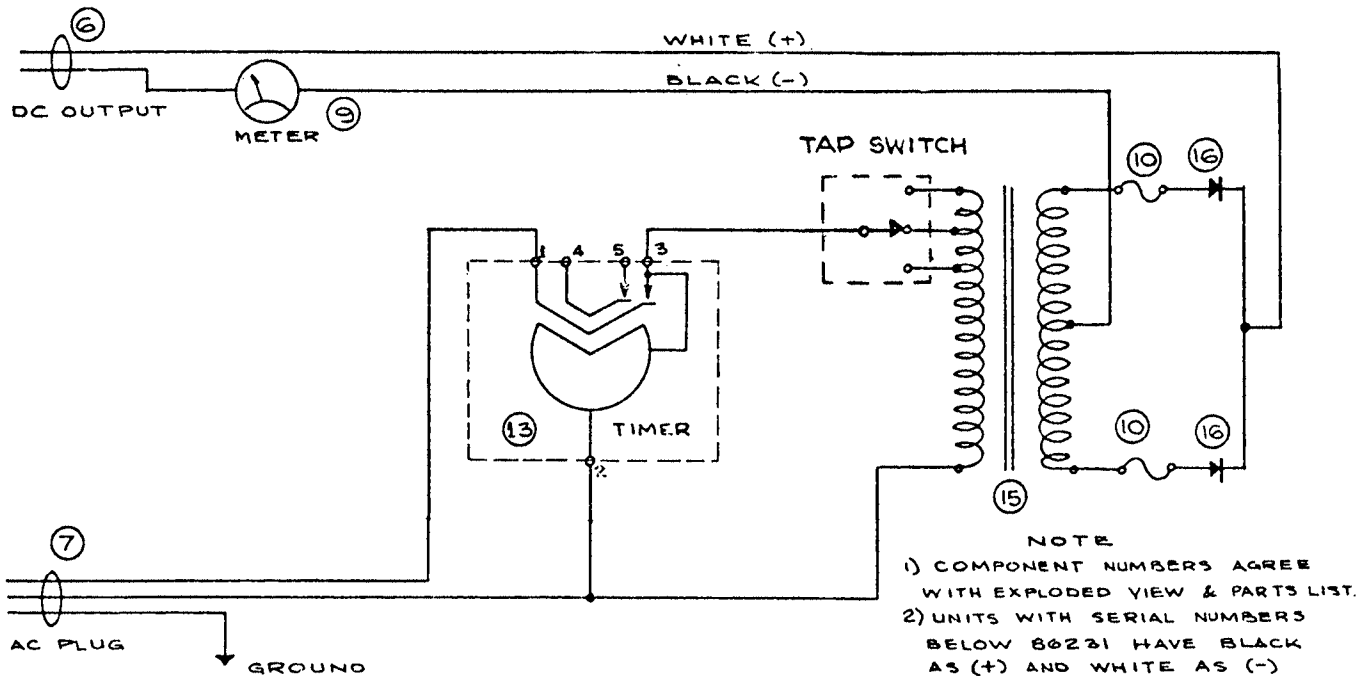 6
WHITE (+)
BLACK (-)
DC OUTPUT
METER
9
TAP SWITCH
10
16
1
4
5
3
13
TIMER
2
10
16
15
7
AC PLUG
GROUND
NOTE
1) COMPONENT NUMBERS AGREE
WITH EXPLODED VIEW & PARTS LIST.
2) UNITS WITH SERIAL NUMBERS
BELOW 86231 HAVE BLACK
AS (+) AND WHITE AS (-)